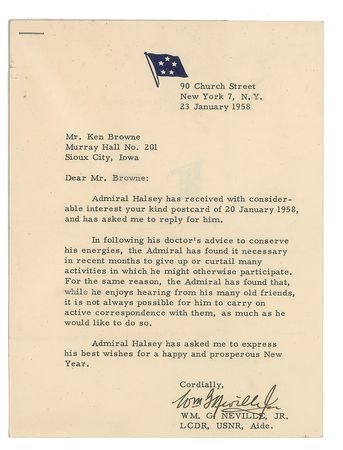 90 Church Street
New York 7, N. Y.
23 January 1958
Mr. Ken Browne
Murray Hall No. 201
Sioux City, Iowa
Dear Mr. Browne:
Admiral Halsey has received with consider-
able interest your kind postcard of 20 January 1958,
and has asked me to reply for him.
In following his doctor's advice to conserve
his energies, the Admiral has found it necessary
in recent months to give up or curtail many
activities in which he might otherwise participate.
For the same reason, the Admiral has found that,
while he enjoys hearing from his many old friends,
it is not always possible for him to carry on
active correspondence with them, as much as he
would like to do so.
Admiral Halsey has asked me to express
his best wishes for a happy and prosperous New
Year.
Cordially,
Wm G Neville Jr
WM. G. NEVILLE, JR.
LCDR, USNR, Aide.